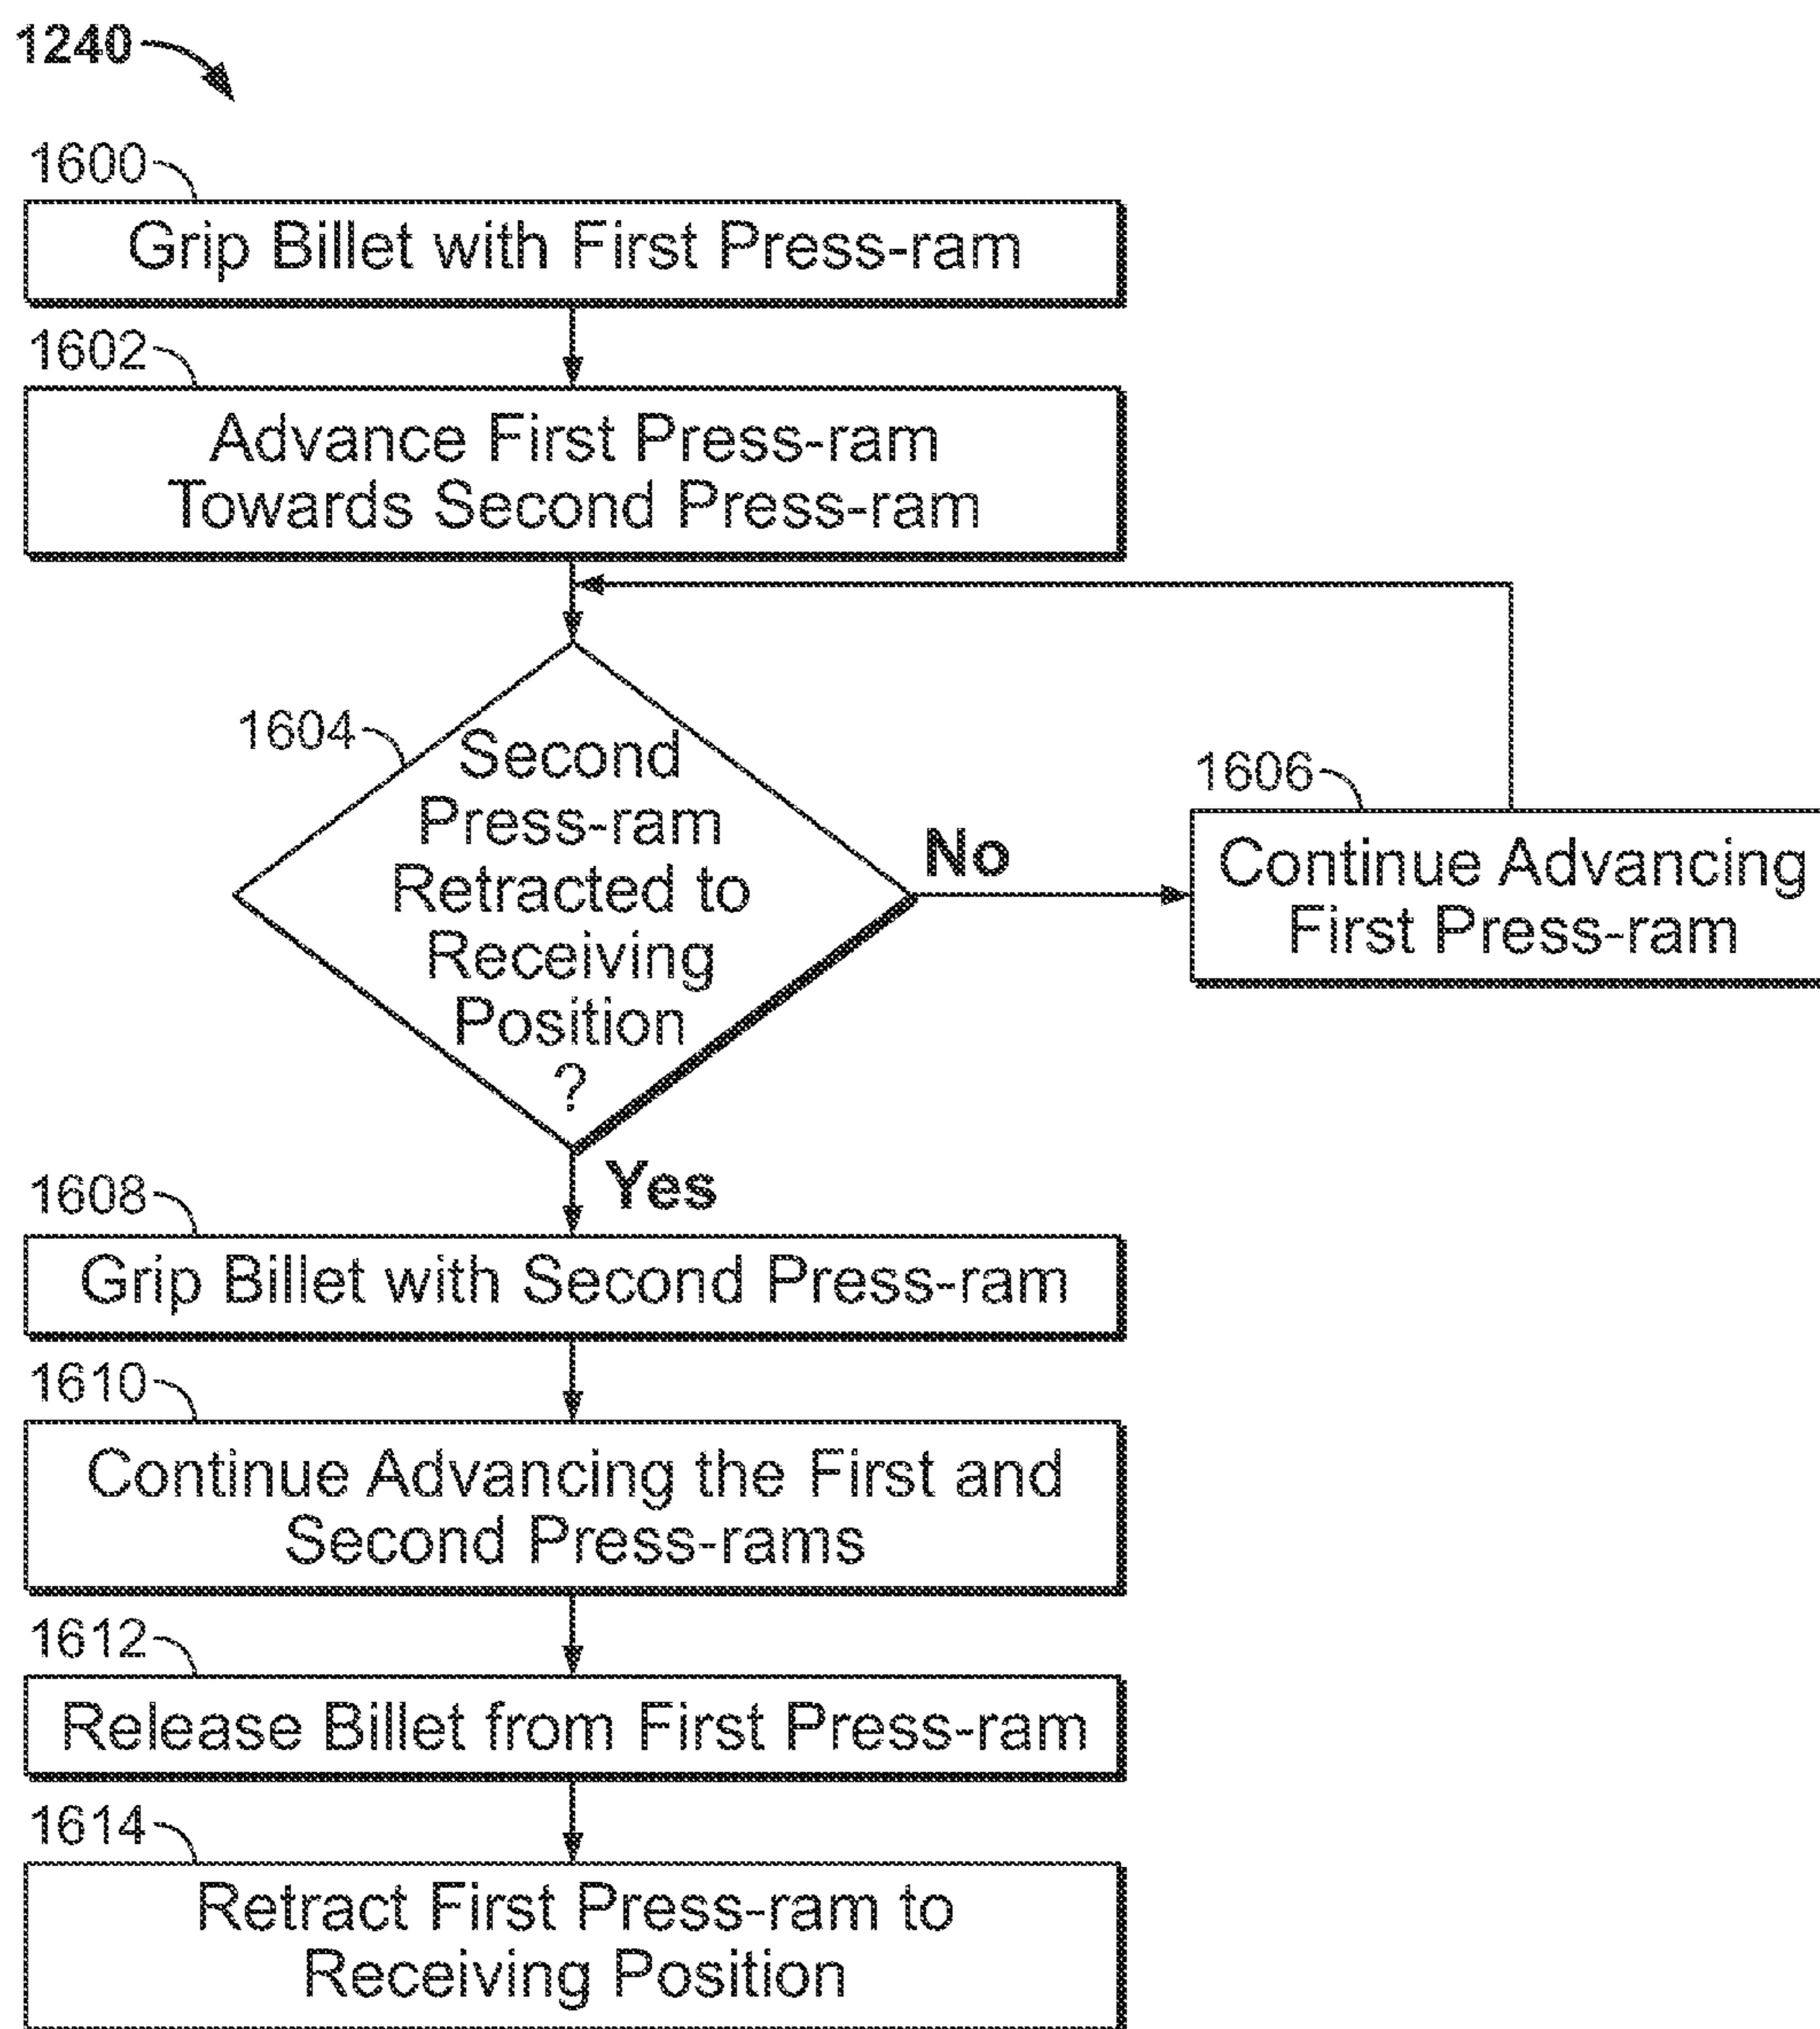 1240
1600
Grip Billet with First Press-ram
1602
Advance First Press-ram
Towards Second Press-ram
1604
Second
Press-ram
Retracted to
Receiving
Position
?
No
1606
Continue Advancing
First Press-ram
Yes
1608
Grip Billet with Second Press-ram
1610
Continue Advancing the First and
Second Press-rams
1612
Release Billet from First Press-ram
1614
Retract First Press-ram to
Receiving Position